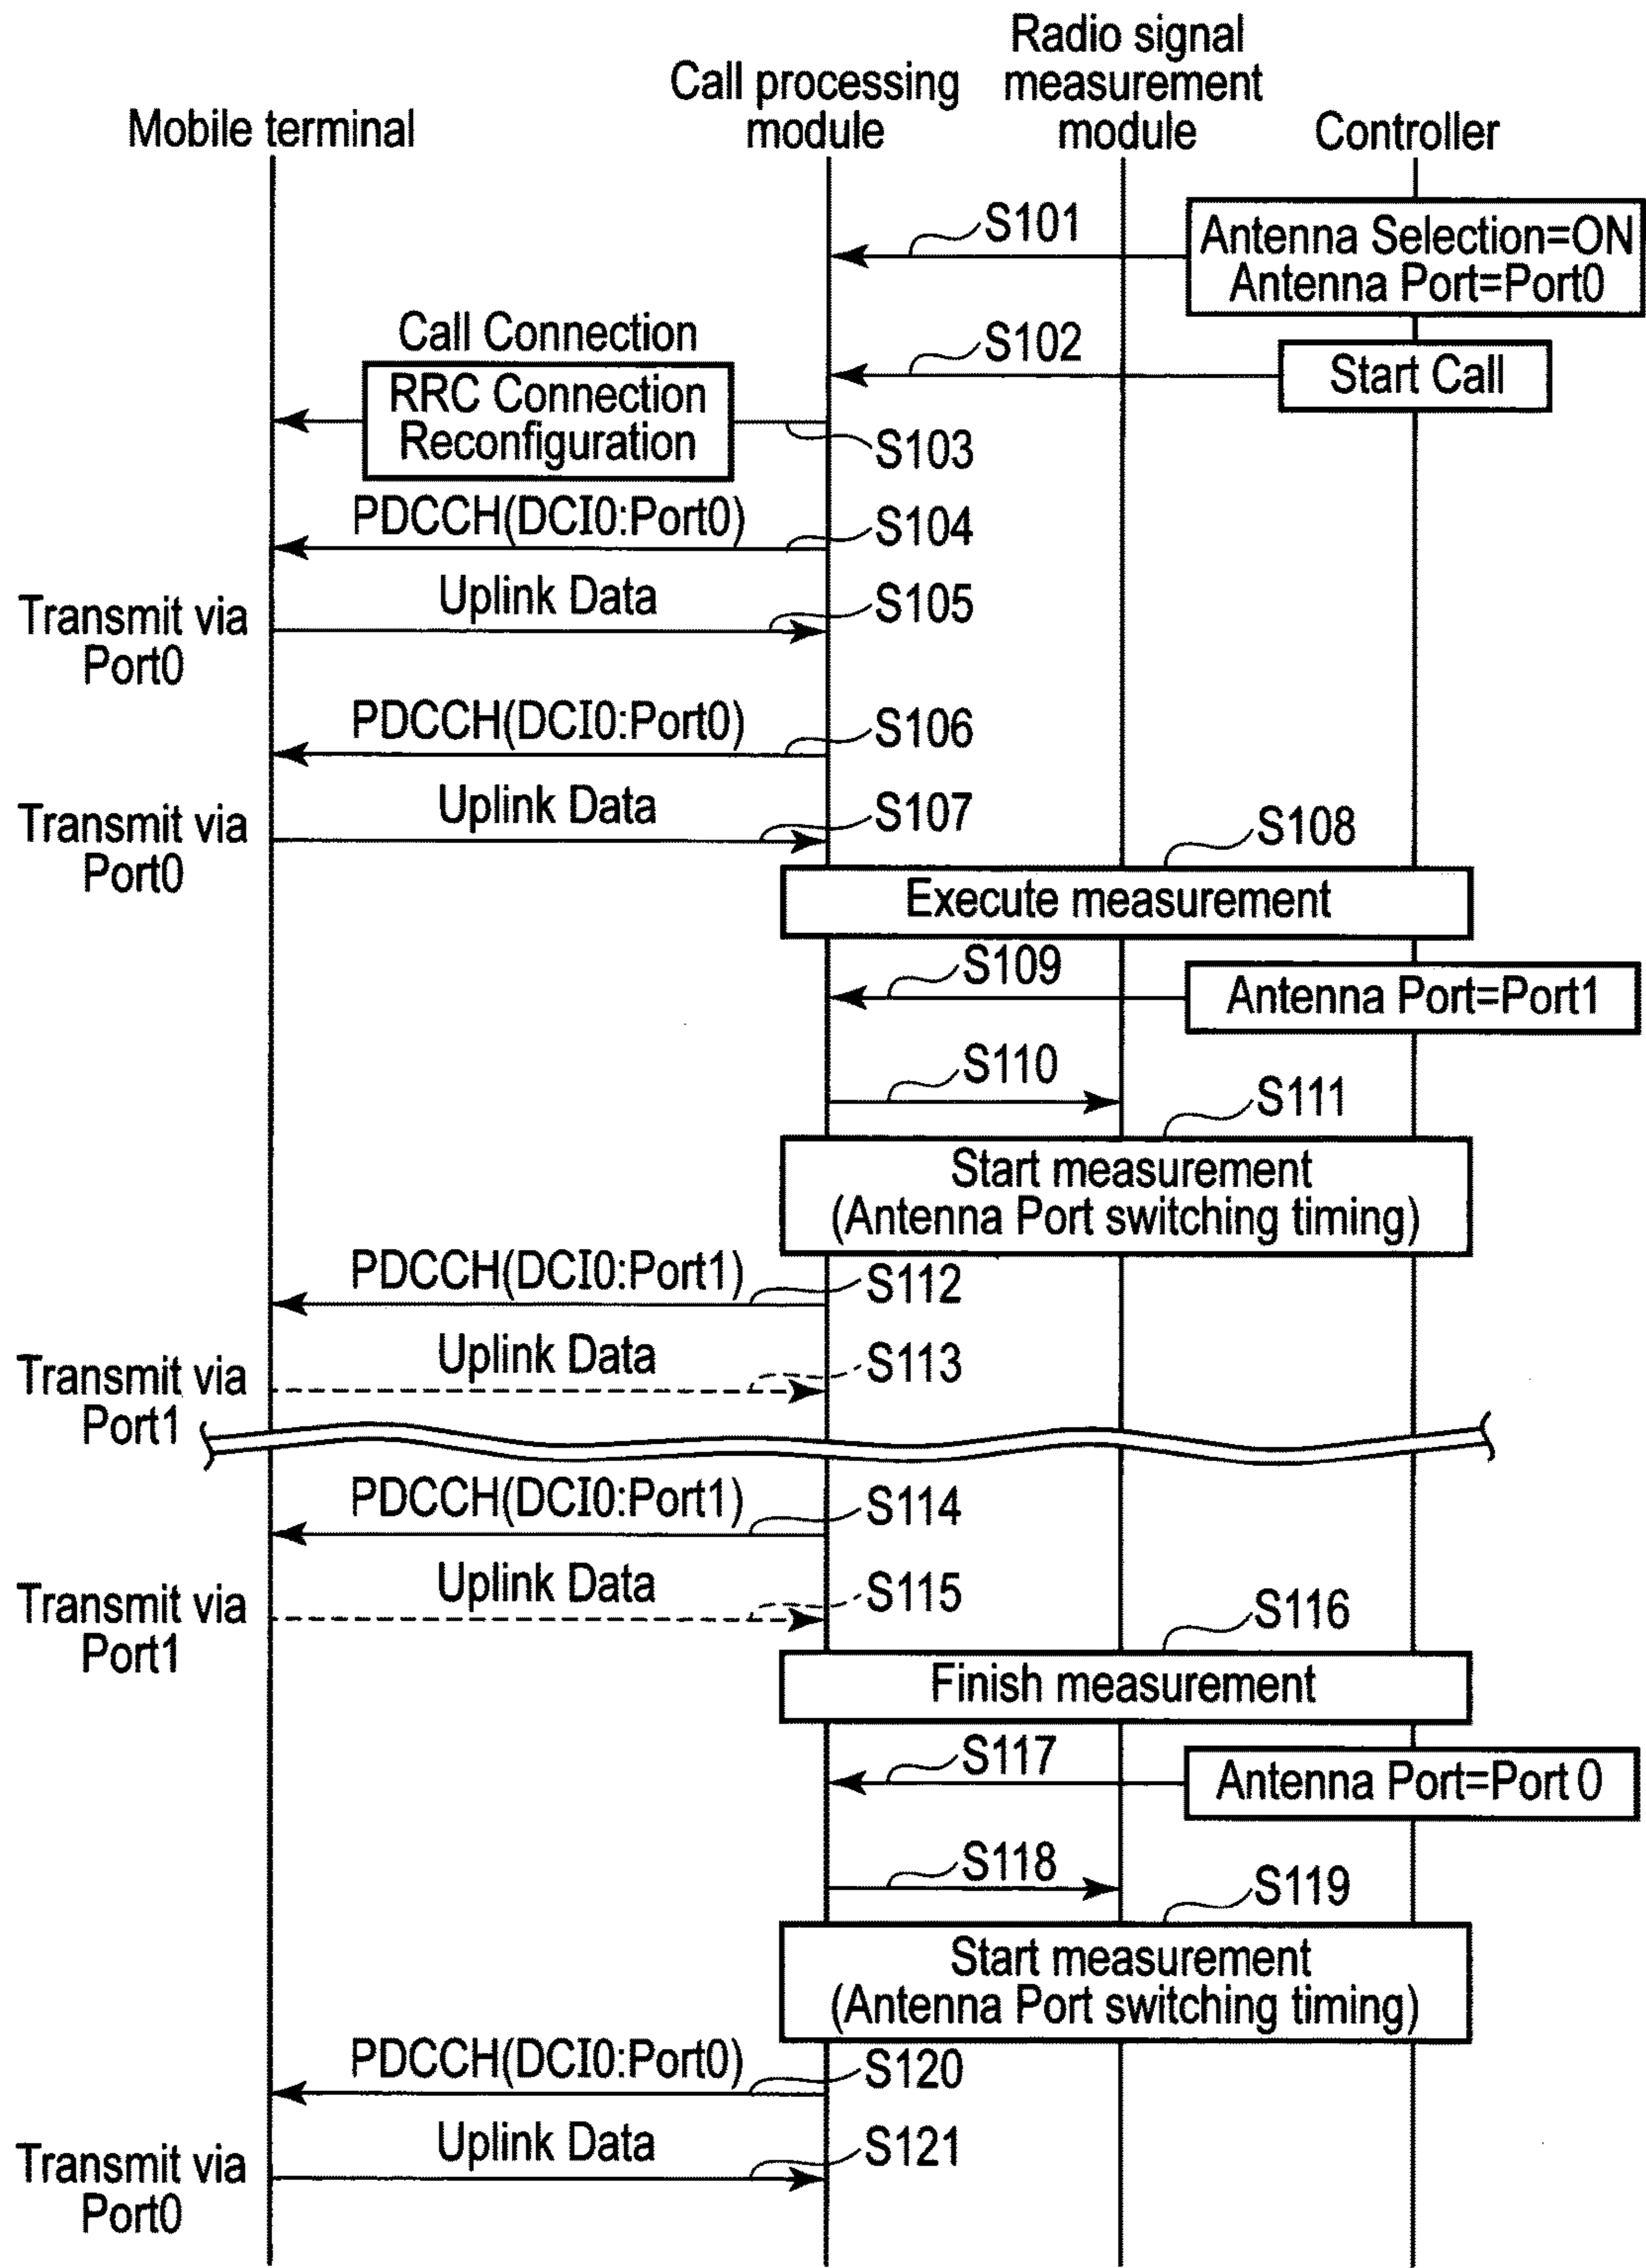 Mobile terminal
Call processing
module
Radio signal
measurement
module
Controller
S101
Antenna Selection=ON
Antenna Port=Port0
Call Connection
S102
Start Call
RRC Connection
Reconfiguration
S103
PDCCH(DCI0:Port0)
S104
Uplink Data
S105
Transmit via
Port0
PDCCH(DCI0:Port0)
S106
Uplink Data
S107
Transmit via
Port0
S108
Execute measurement
S109
Antenna Port=Port1
S110
S111
Start measurement
(Antenna Port switching timing)
PDCCH(DCI0:Port1)
S112
Uplink Data
S113
Transmit via
Port1
PDCCH(DCI0:Port1)
S114
Uplink Data
S115
Transmit via
Port1
S116
Finish measurement
S117
Antenna Port=Port 0
S118
S119
Start measurement
(Antenna Port switching timing)
PDCCH(DCI0:Port0)
S120
Uplink Data
S121
Transmit via
Port0